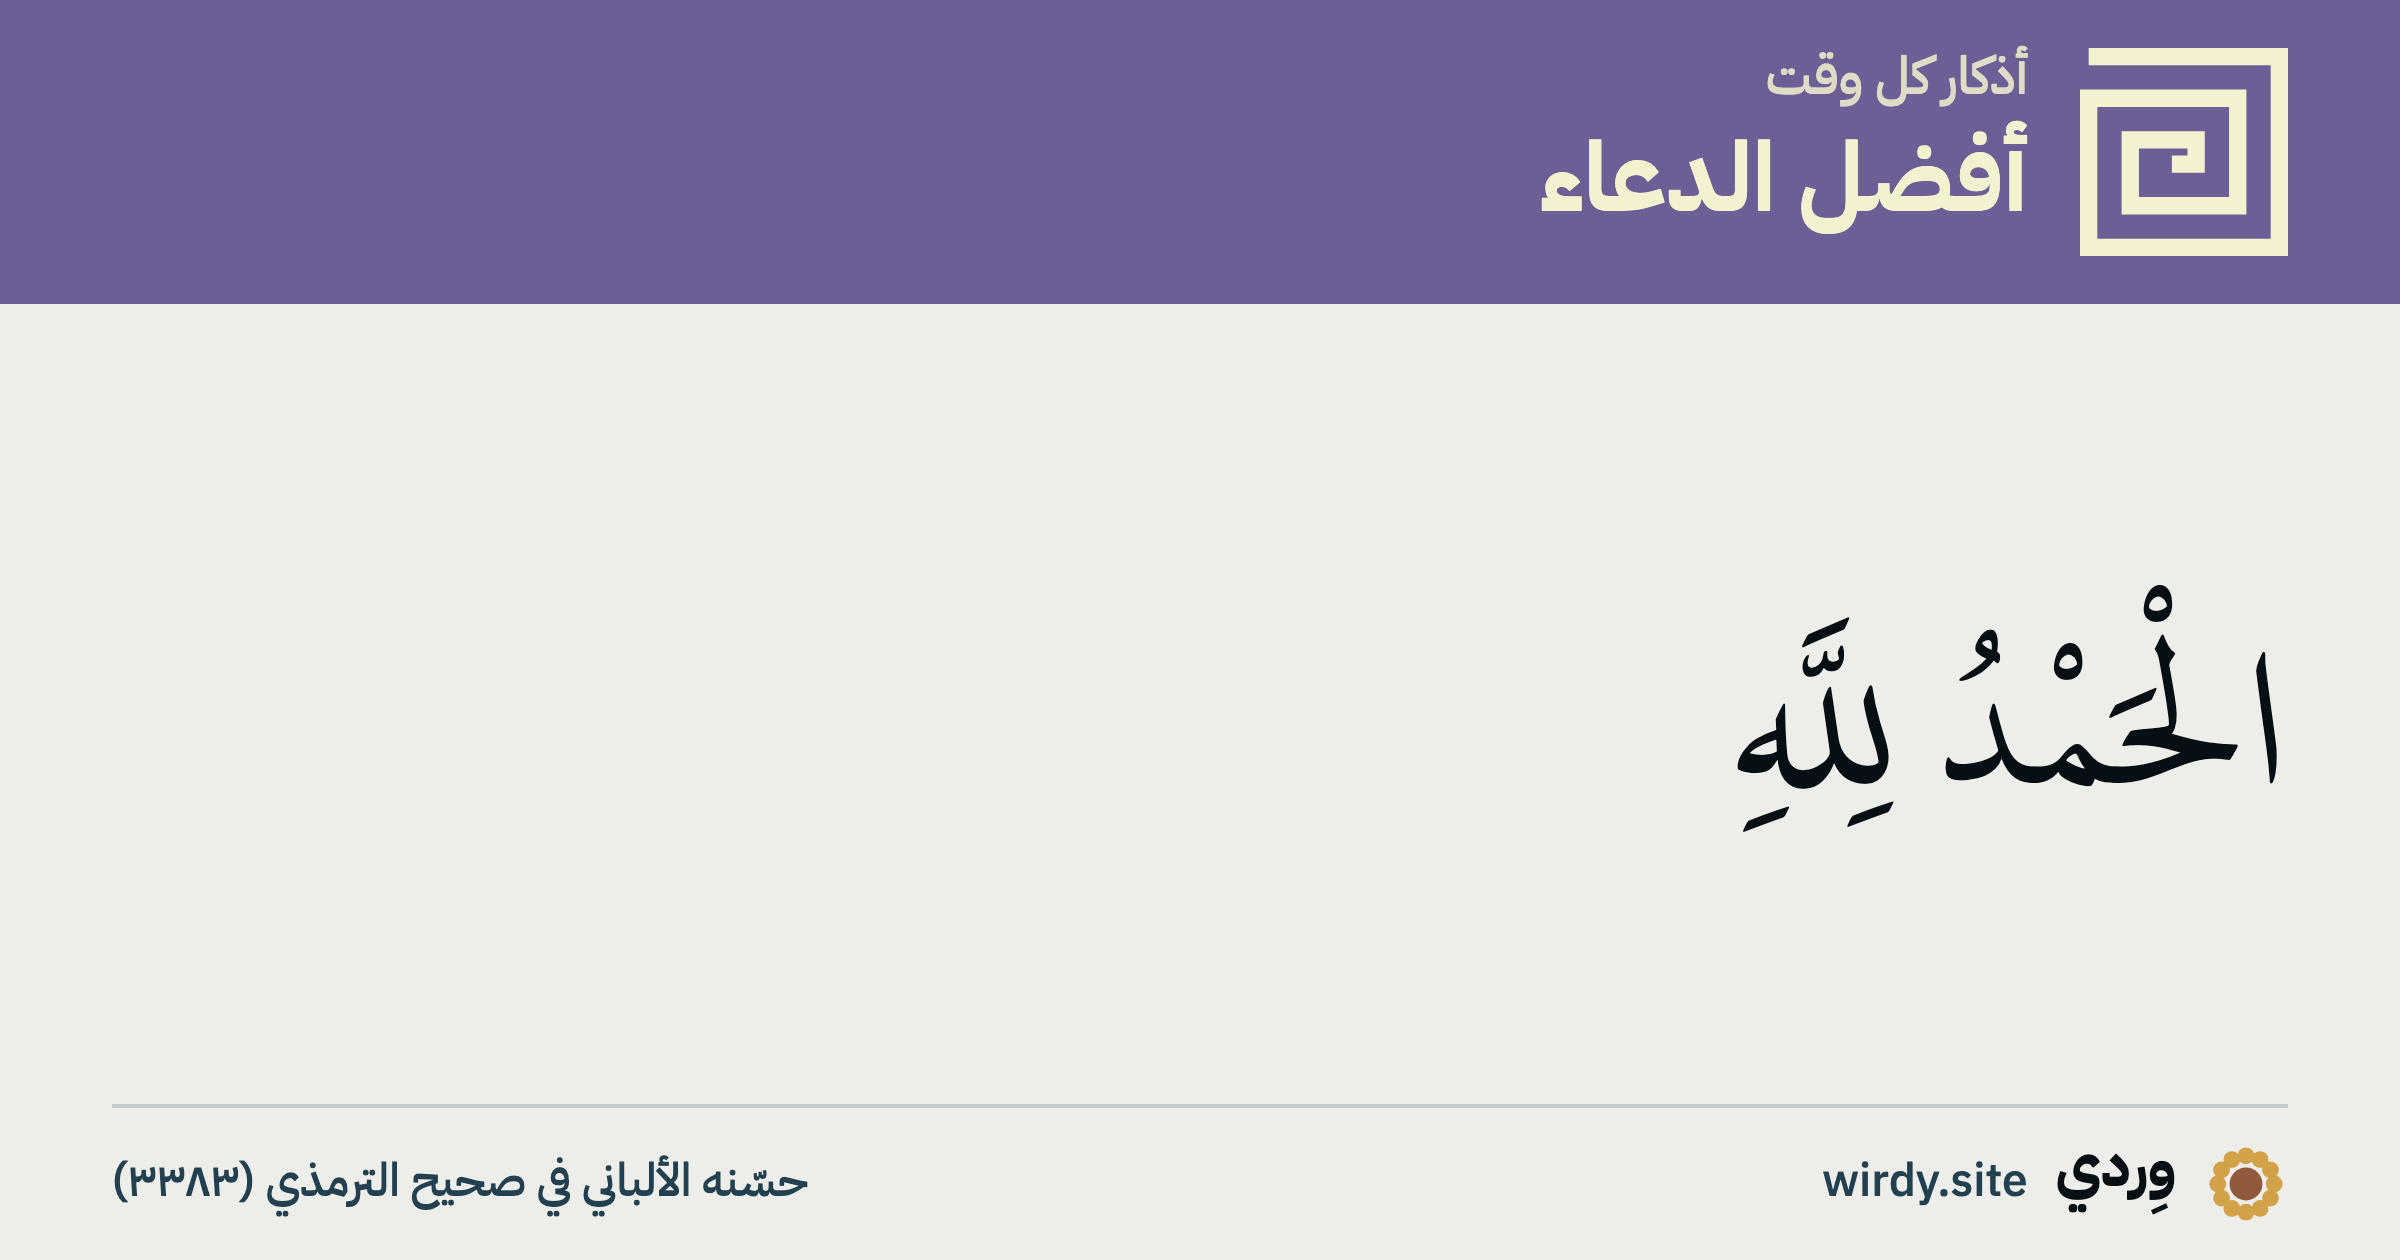 أذكار كل وقت
أفضل الدعاء
الْحَمْدُ لِلَّهِ
وِردي wirdy.site
حسّنه الألباني في صحيح الترمذي (٣٣٨٣)